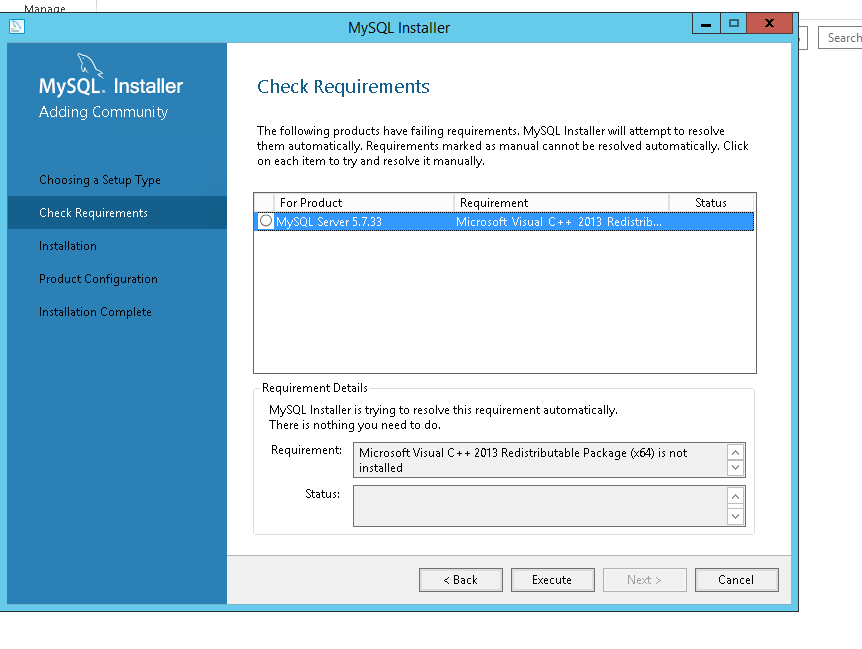 Manage
MySQL Installer
Search
MySQL. Installer
Adding Community
Choosing a Setup Type
Check Requirements
Installation
Product Configuration
Installation Complete
Check Requirements
The following products have failing requirements. MySQL Installer will attempt to resolve
them automatically. Requirements marked as manual cannot be resolved automatically. Click
on each item to try and resolve it manually.
For Product Requirement Status
MySQL Server 5.7.33 Microsoft Visual C++ 2013 Redistrib...
Requirement Details
MySQL Installer is trying to resolve this requirement automatically.
There is nothing you need to do.
Requirement: Microsoft Visual C++ 2013 Redistributable Package (x64) is not
installed
Status:
< Back Execute Next > Cancel